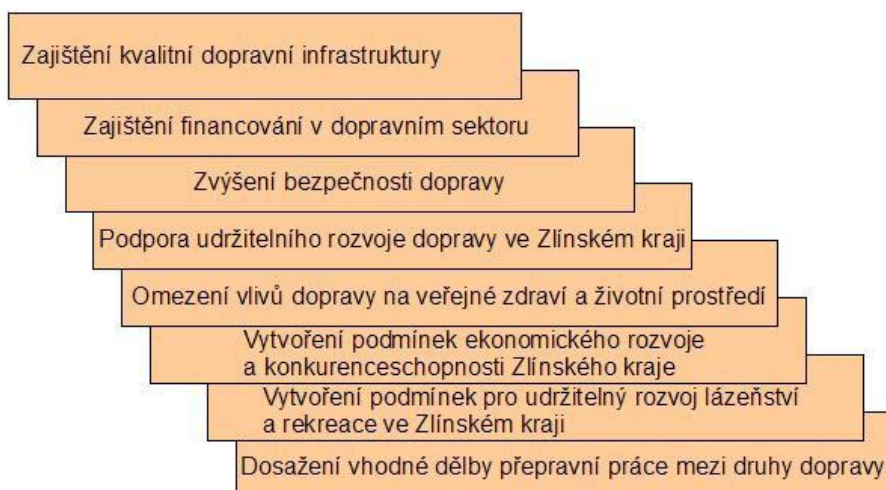 Zajištění kvalitní dopravní infrastruktury
Zajištění financování v dopravním sektoru
Zvýšení bezpečnosti dopravy
Podpora udržitelního rozvoje dopravy ve Zlínském kraji
Omezení vlivů dopravy na veřejné zdraví a životní prostředí
Vytvoření podmínek ekonomického rozvoje
a konkurenceschopnosti Zlínského kraje
Vytvoření podmínek pro udržitelný rozvoj lázeňství
a rekreace ve Zlínském kraji
Dosažení vhodné dělby přepravní práce mezi druhy dopravy